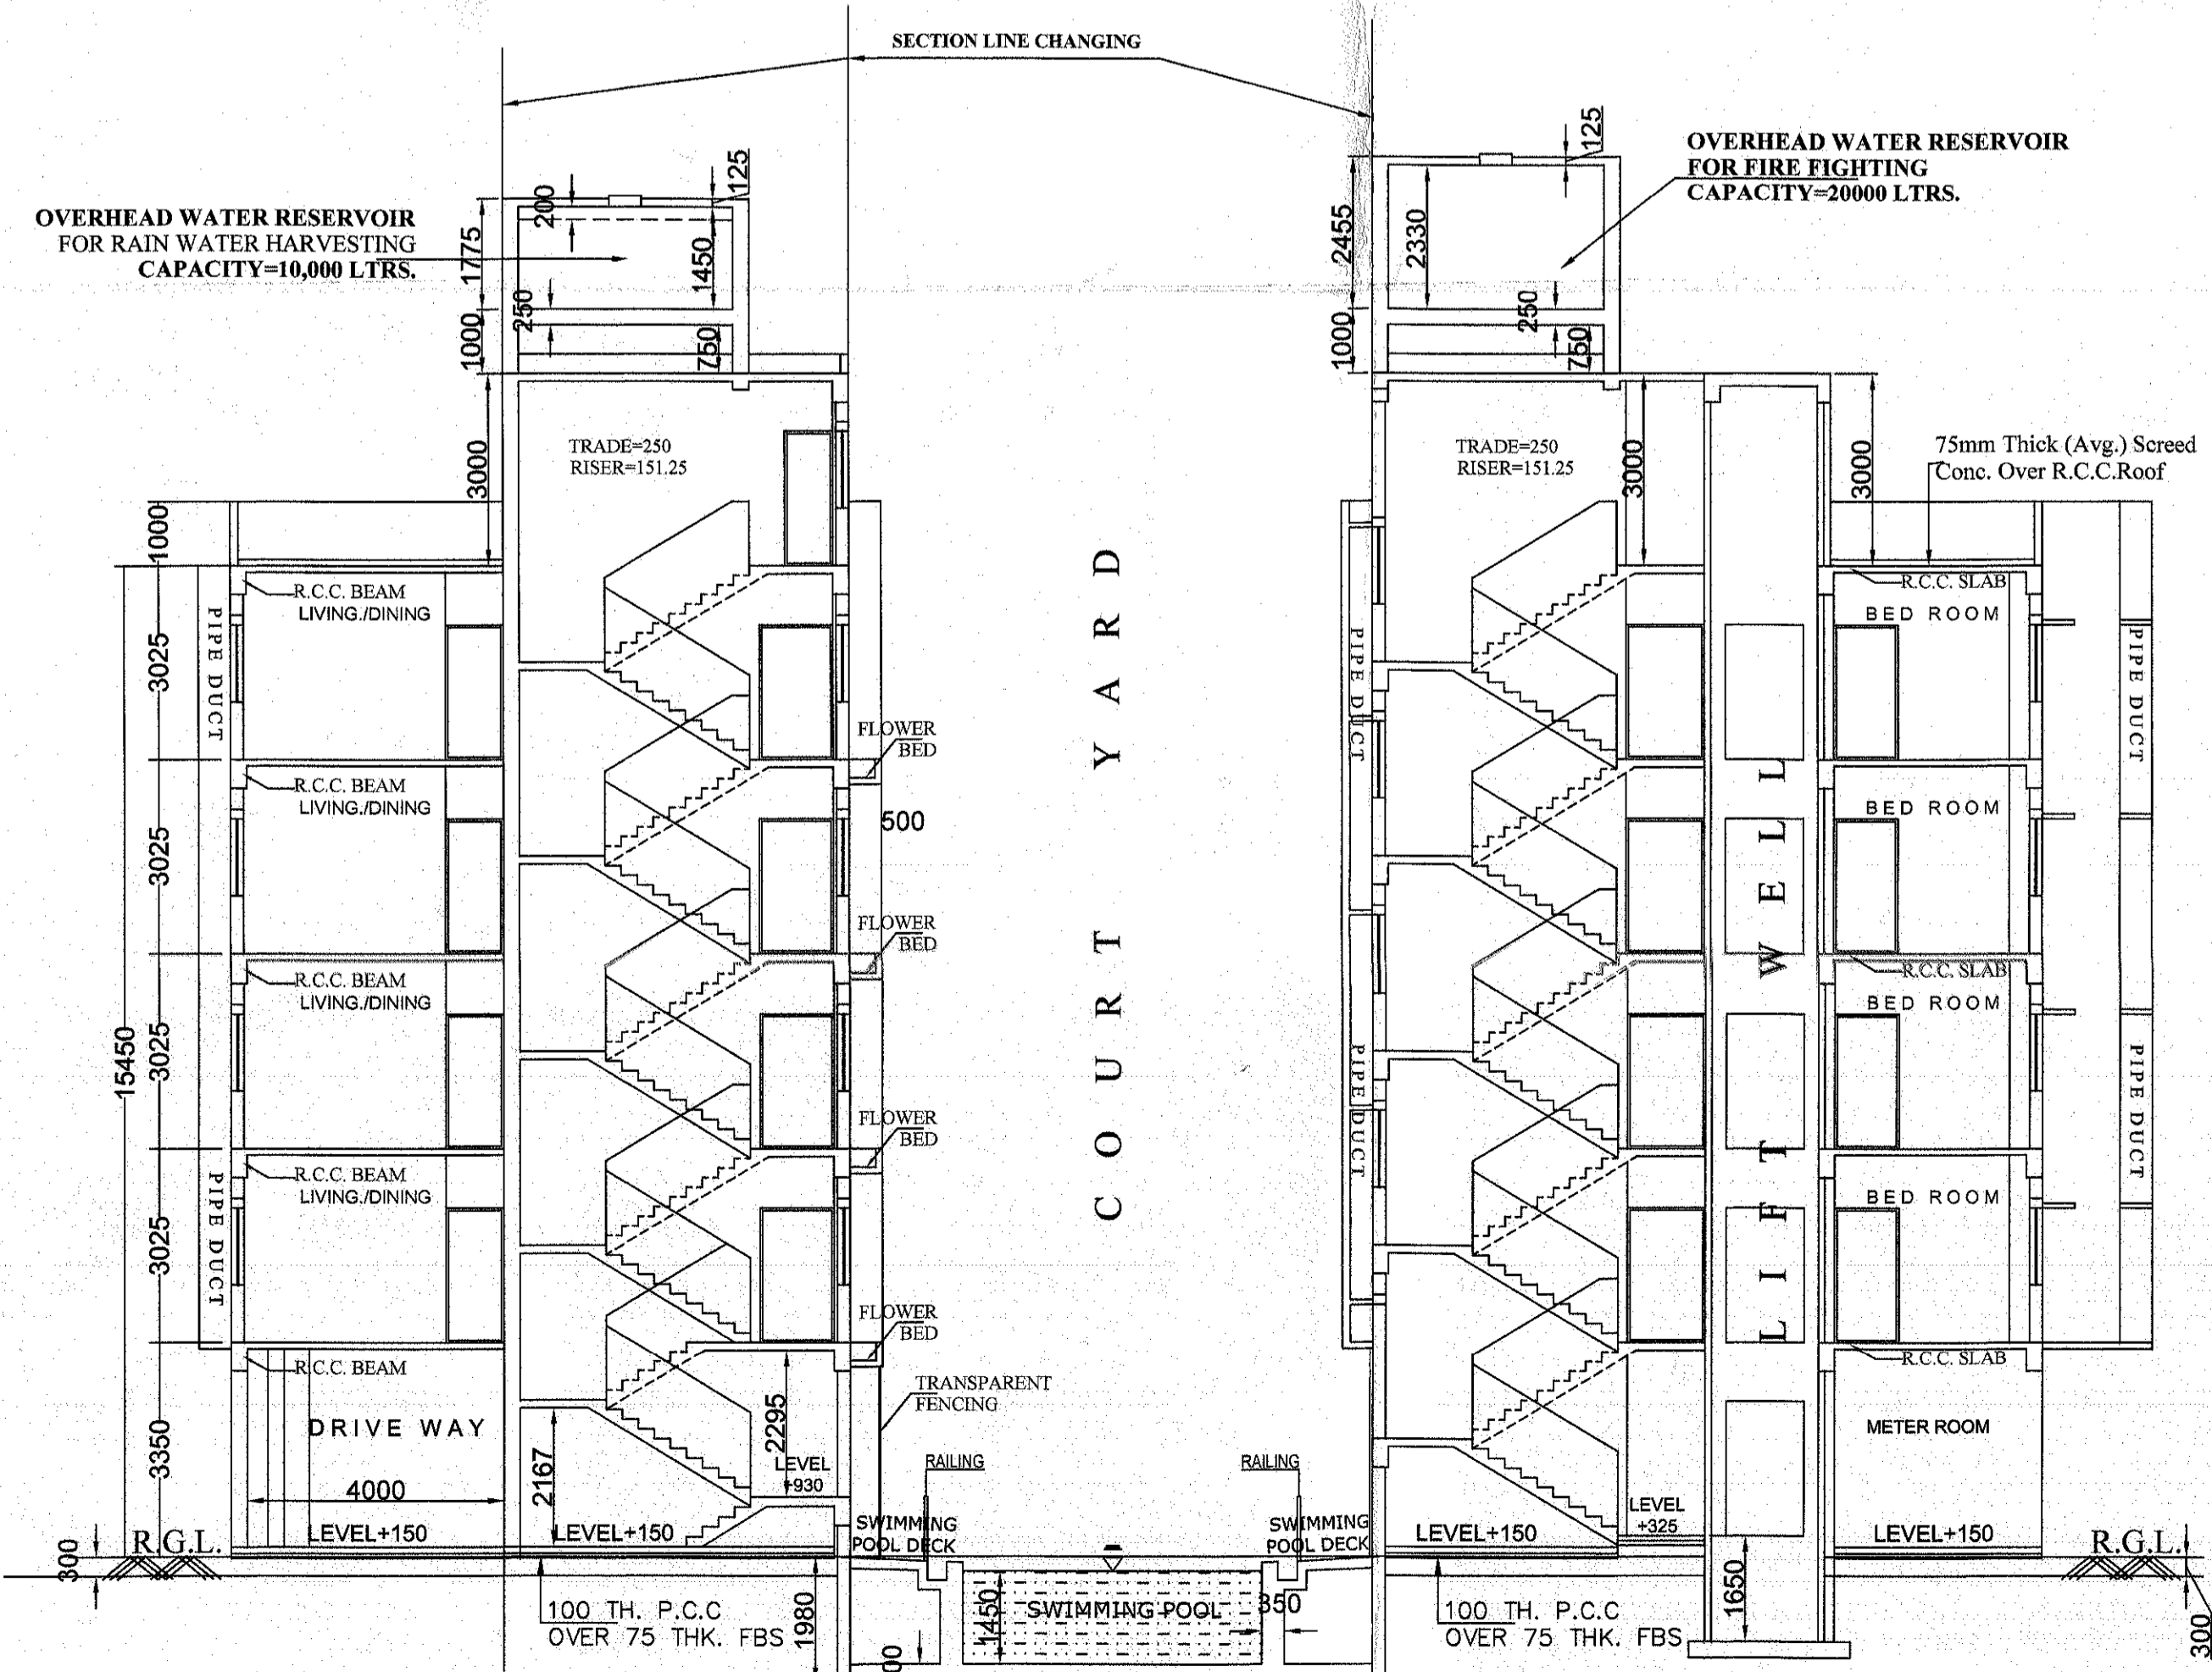 SECTION LINE CHANGING
OVERHEAD WATER RESERVOIR
FOR RAIN WATER HARVESTING
CAPACITY=10,000 LTRS.
OVERHEAD WATER RESERVOIR
FOR FIRE FIGHTING
CAPACITY=20000 LTRS.
125
200
1775
1450
250
1000
750
125
2455
2330
250
1000
750
3000
TRADE=250
RISER=151.25
TRADE=250
RISER=151.25
3000
3000
75mm Thick (Avg.) Screed
Conc. Over R.C.C.Roof
1000
15450
3025
3025
3025
3025
3350
300
PIPE DUCT
PIPE DUCT
R.C.C. BEAM
LIVING./DINING
R.C.C. BEAM
LIVING./DINING
R.C.C. BEAM
LIVING./DINING
R.C.C. BEAM
LIVING./DINING
R.C.C. BEAM
DRIVE WAY
4000
LEVEL+150
R.G.L.
FLOWER
BED
500
FLOWER
BED
FLOWER
BED
FLOWER
BED
COURT YARD
TRANSPARENT
FENCING
2167
2295
LEVEL
+930
LEVEL+150
RAILING
RAILING
SWIMMING
POOL DECK
SWIMMING
POOL DECK
1450
SWIMMING POOL
350
100 TH. P.C.C
OVER 75 THK. FBS
1980
00
PIPE DUCT
PIPE DUCT
LIFT WELL
R.C.C. SLAB
BED ROOM
BED ROOM
R.C.C. SLAB
BED ROOM
BED ROOM
R.C.C. SLAB
METER ROOM
PIPE DUCT
PIPE DUCT
LEVEL+150
LEVEL
+325
LEVEL+150
R.G.L.
1650
100 TH. P.C.C
OVER 75 THK. FBS
300